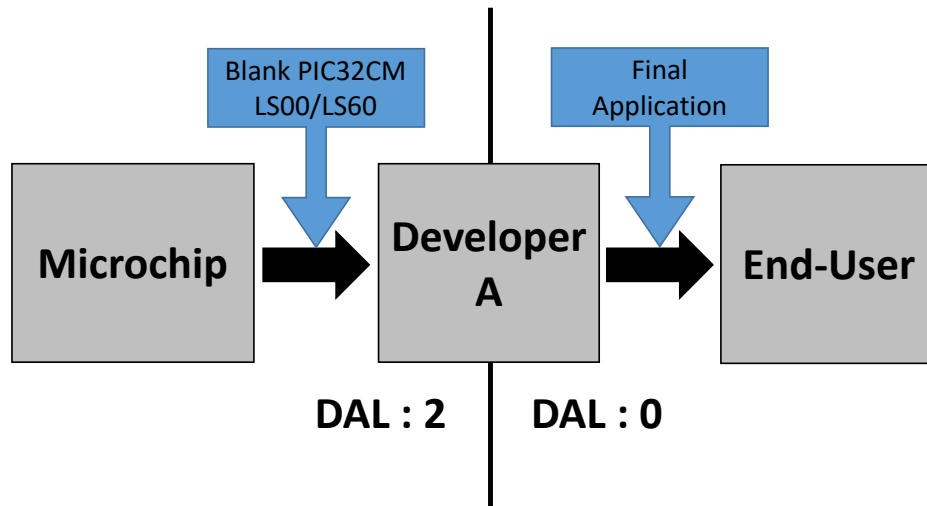 Blank PIC32CM
LS00/LS60
Final
Application
Microchip
Developer
A
End-User
DAL : 2
DAL : 0